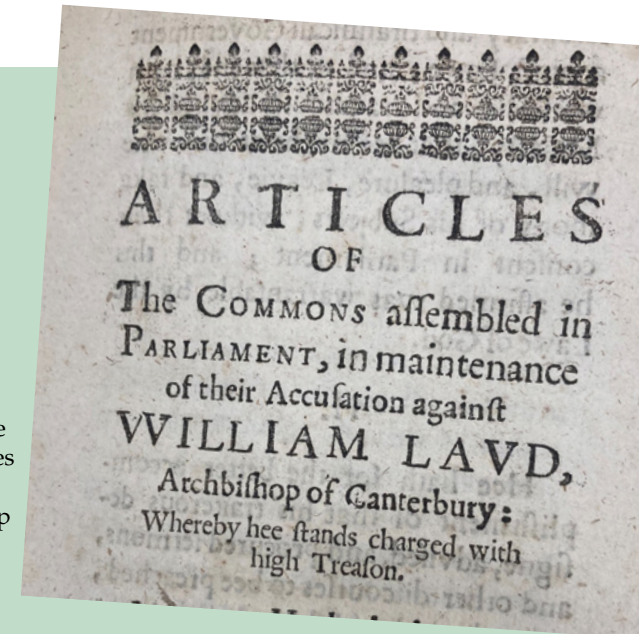 ARTICLES
OF
The COMMONS aſſembled in
PARLIAMENT, in maintenance
of their Accuſation againſt
VVILLIAM LAVD,
Archbiſhop of Canterbury:
Whereby hee ſtands charged with
high Treaſon.